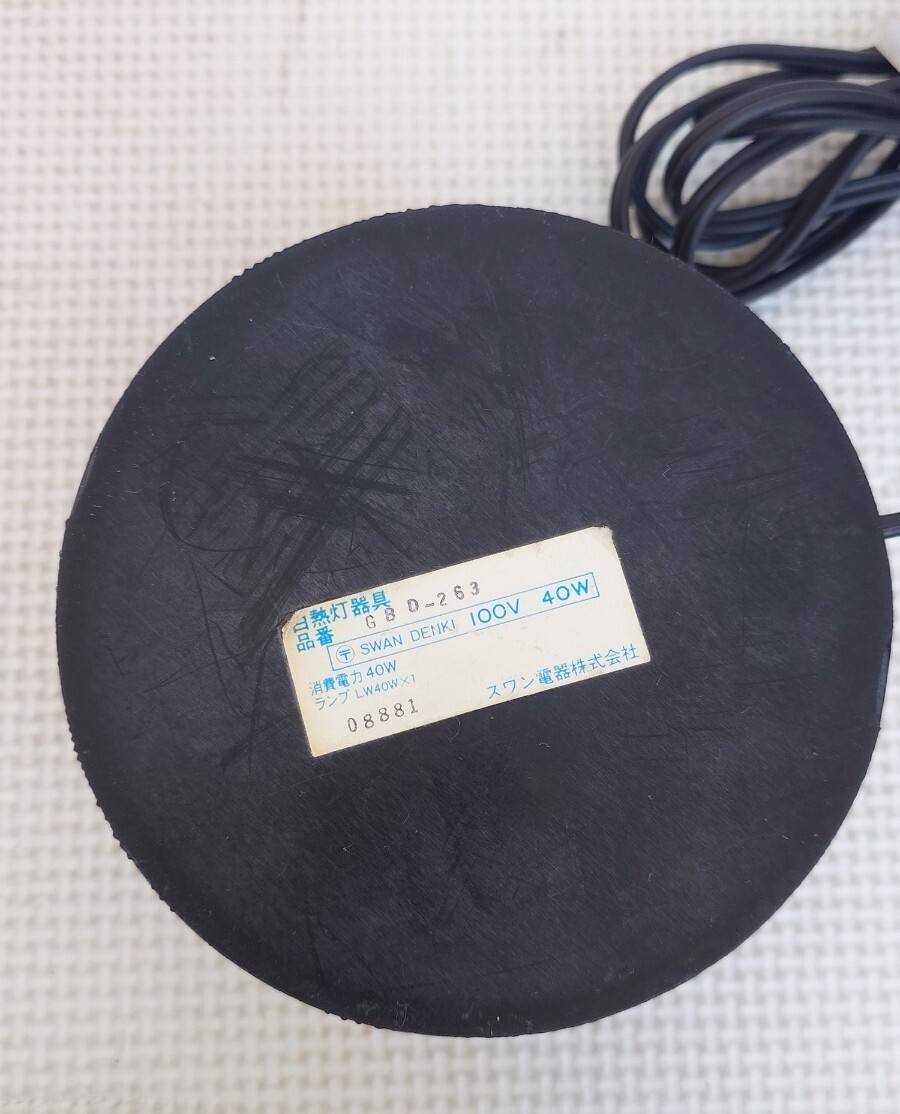 白熱灯器具
品番 GBD-263
〒 SWAN DENKI 100V 40W
消費電力 40W
ランプ LW40W×1
スワン電器株式会社
08881